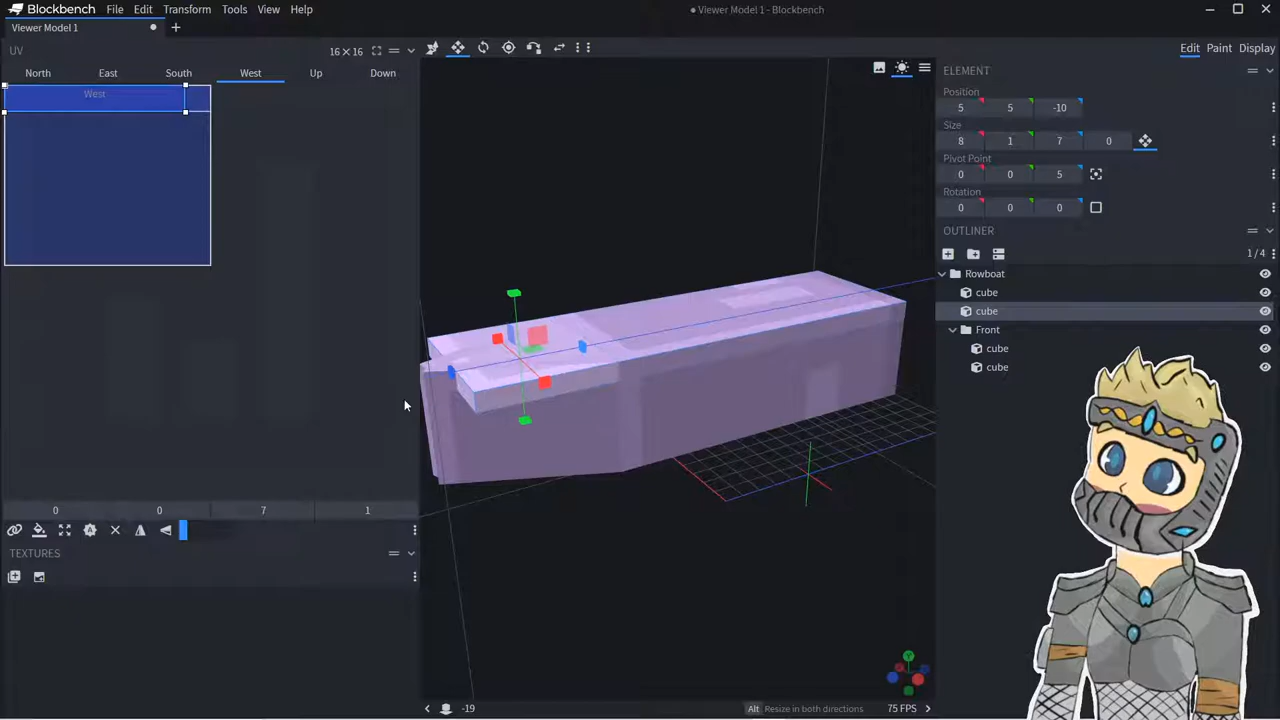 Blockbench File Edit Transform Tools View Help
● Viewer Model 1 - Blockbench
Viewer Model 1
UV
16×16
North East South West Up Down
West
0 0 7 1
TEXTURES
-19
Alt Resize in both directions
75 FPS
Edit Paint Display
ELEMENT
Position
5 5 -10
Size
8 1 7 0
Pivot Point
0 0 5
Rotation
0 0 0
OUTLINER
1/4
Rowboat
cube
cube
Front
cube
cube